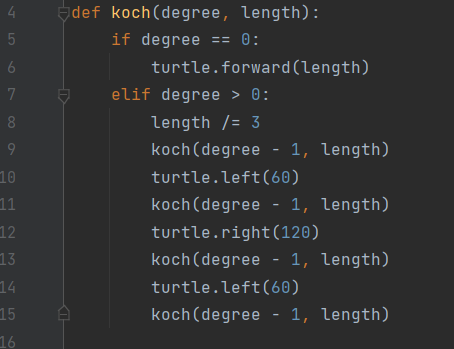 4 def koch(degree, length):
5     if degree == 0:
6         turtle.forward(length)
7     elif degree > 0:
8         length /= 3
9         koch(degree - 1, length)
10         turtle.left(60)
11         koch(degree - 1, length)
12         turtle.right(120)
13         koch(degree - 1, length)
14         turtle.left(60)
15         koch(degree - 1, length)
16